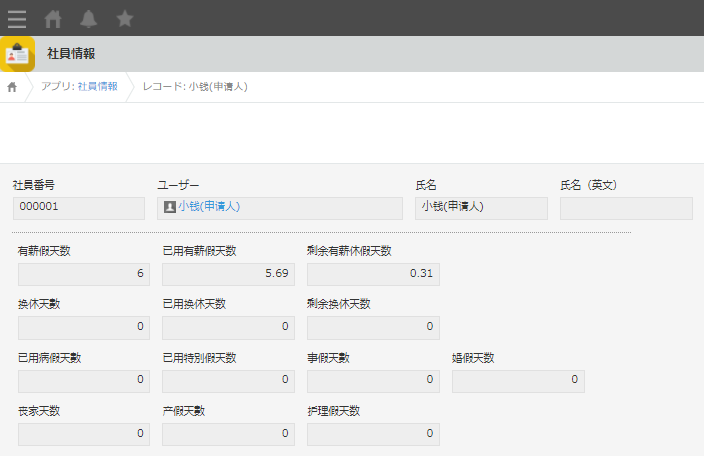 社員情報
アプリ: 社員情報 レコード: 小钱(申请人)
社員番号 ユーザー 氏名 氏名（英文）
000001 小钱(申请人) 小钱(申请人)
有薪假天数 已用有薪假天数 剩余有薪休假天数
6 5.69 0.31
换休天數 已用换休天数 剩余换休天数
0 0 0
已用病假天數 已用特別假天数 事假天數 婚假天数
0 0 0 0
丧家天数 产假天數 护理假天数
0 0 0